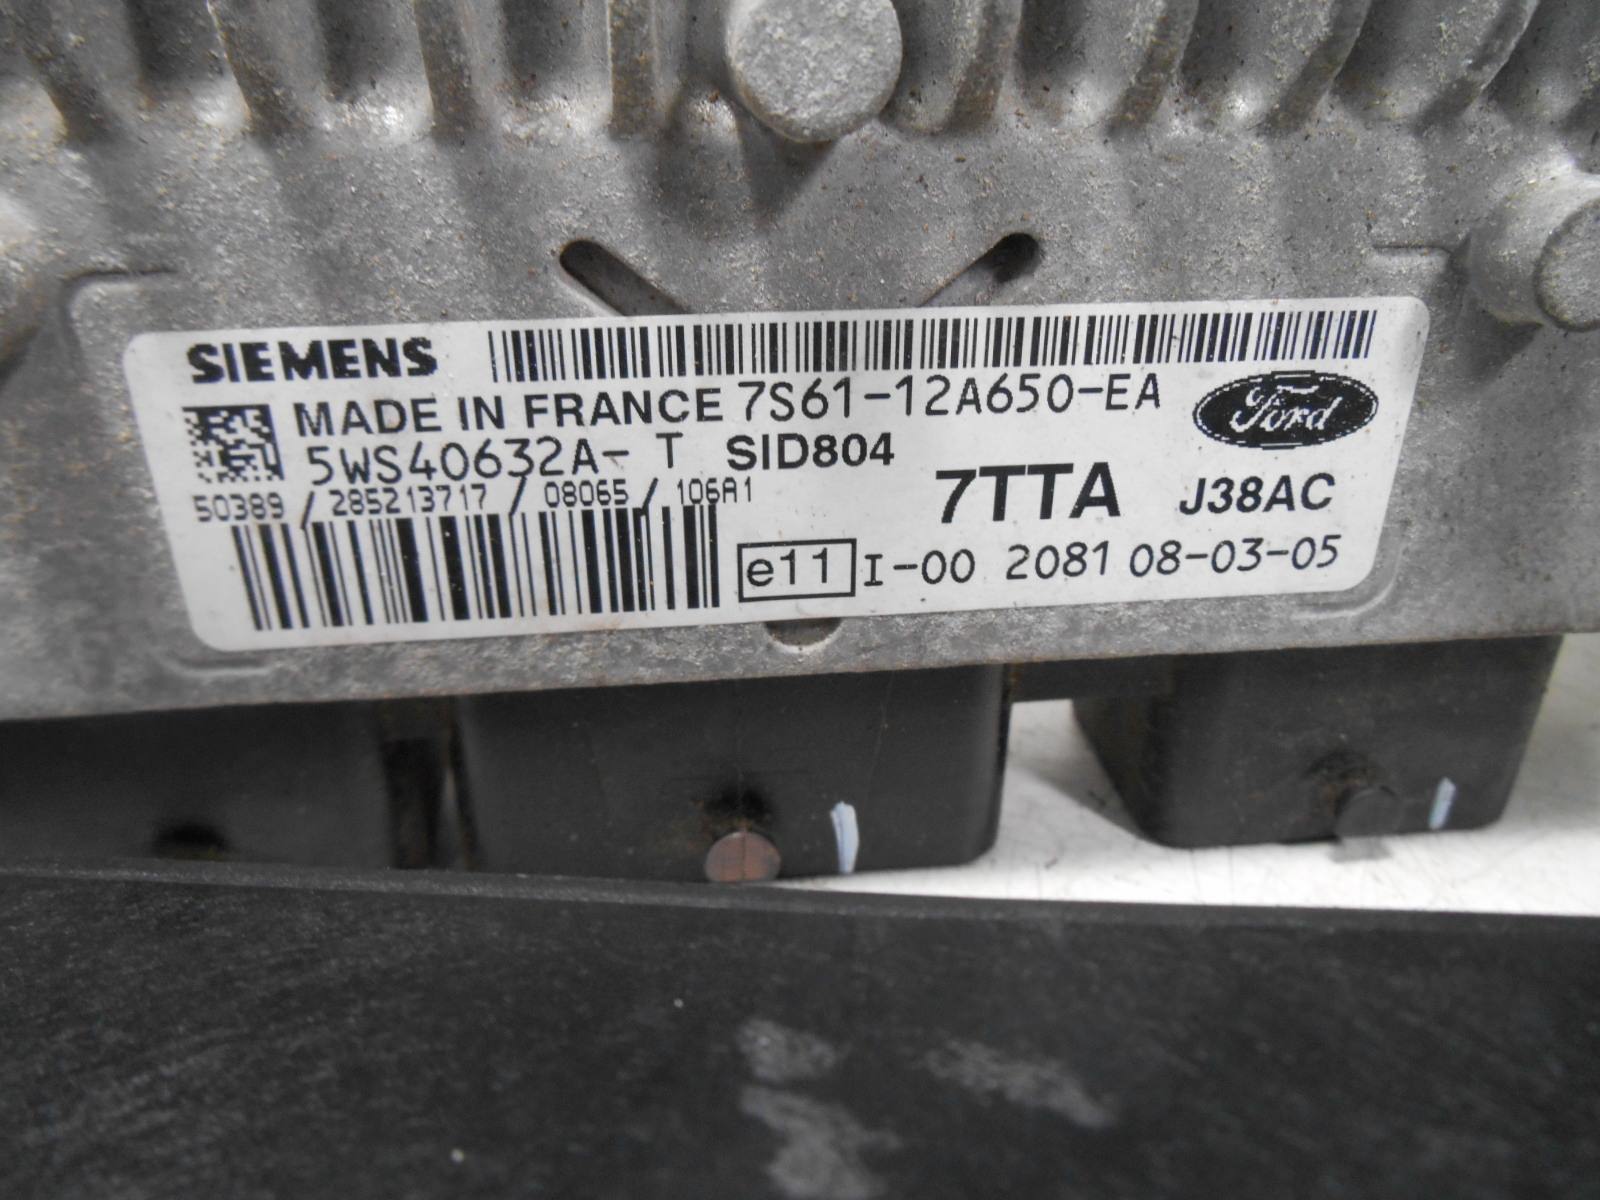 SIEMENS
MADE IN FRANCE 7S61-12A650-EA
Ford
5WS40632A- T SID804
50389 / 285213717 / 08065 / 106A1
7TTA J38AC
e11 I-00 2081 08-03-05